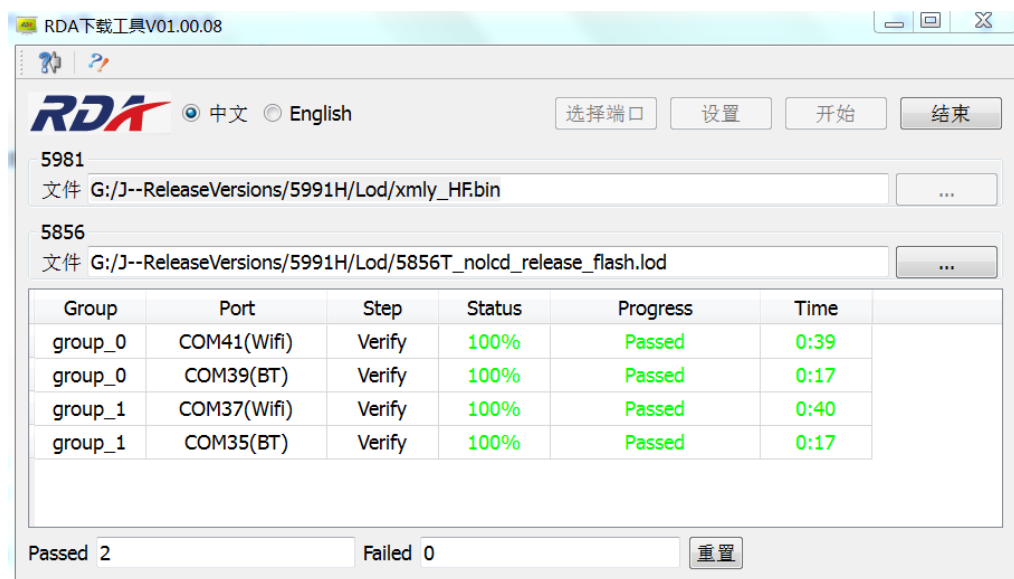 RDA下载工具V01.00.08
RDA 中文 English 选择端口 设置 开始 结束
5981
文件 G:/J--ReleaseVersions/5991H/Lod/xmly_HF.bin ...
5856
文件 G:/J--ReleaseVersions/5991H/Lod/5856T_nolcd_release_flash.lod ...
Group Port Step Status Progress Time
group_0 COM41(Wifi) Verify 100% Passed 0:39
group_0 COM39(BT) Verify 100% Passed 0:17
group_1 COM37(Wifi) Verify 100% Passed 0:40
group_1 COM35(BT) Verify 100% Passed 0:17
Passed 2 Failed 0 重置